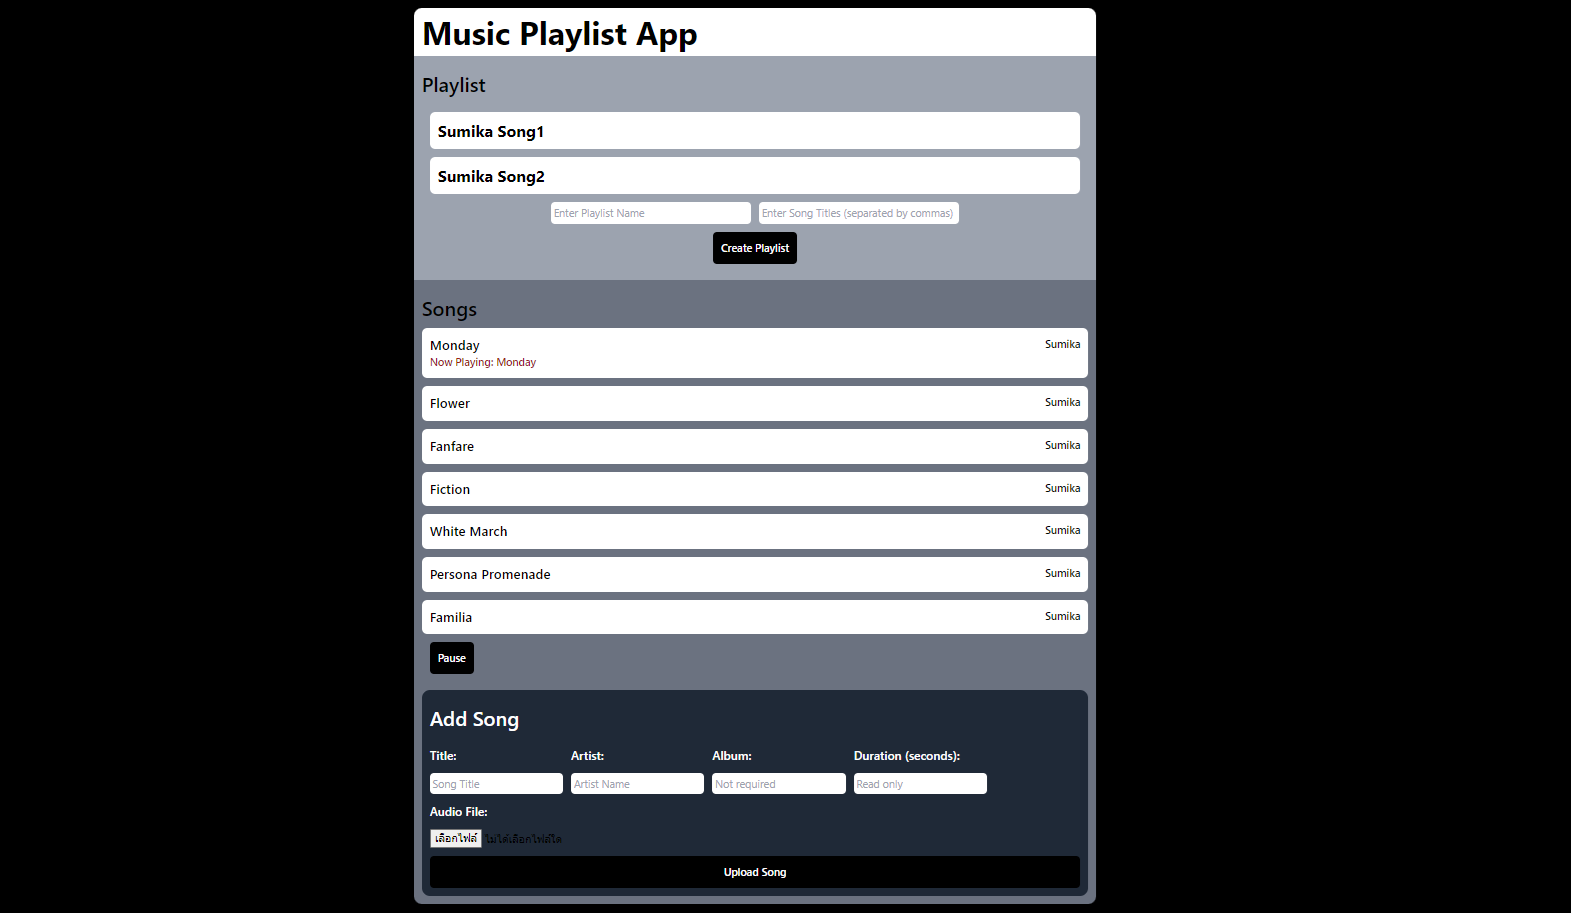 Music Playlist App
Playlist
Sumika Song1
Sumika Song2
Enter Playlist Name Enter Song Titles (separated by commas)
Create Playlist
Songs
Monday Sumika
Now Playing: Monday
Flower Sumika
Fanfare Sumika
Fiction Sumika
White March Sumika
Persona Promenade Sumika
Familia Sumika
Pause
Add Song
Title: Artist: Album: Duration (seconds):
Song Title Artist Name Not required Read only
Audio File:
เลือกไฟล์ ไม่ได้เลือกไฟล์ใด
Upload Song